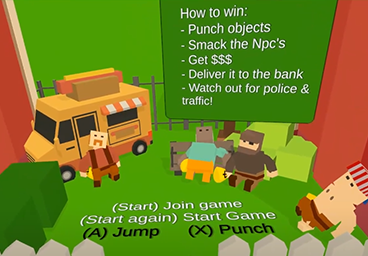 How to win:
- Punch objects
- Smack the Npc's
- Get $$$
- Deliver it to the bank
- Watch out for police &
traffic!
(Start) Join game
(Start again) Start Game
(A) Jump (X) Punch